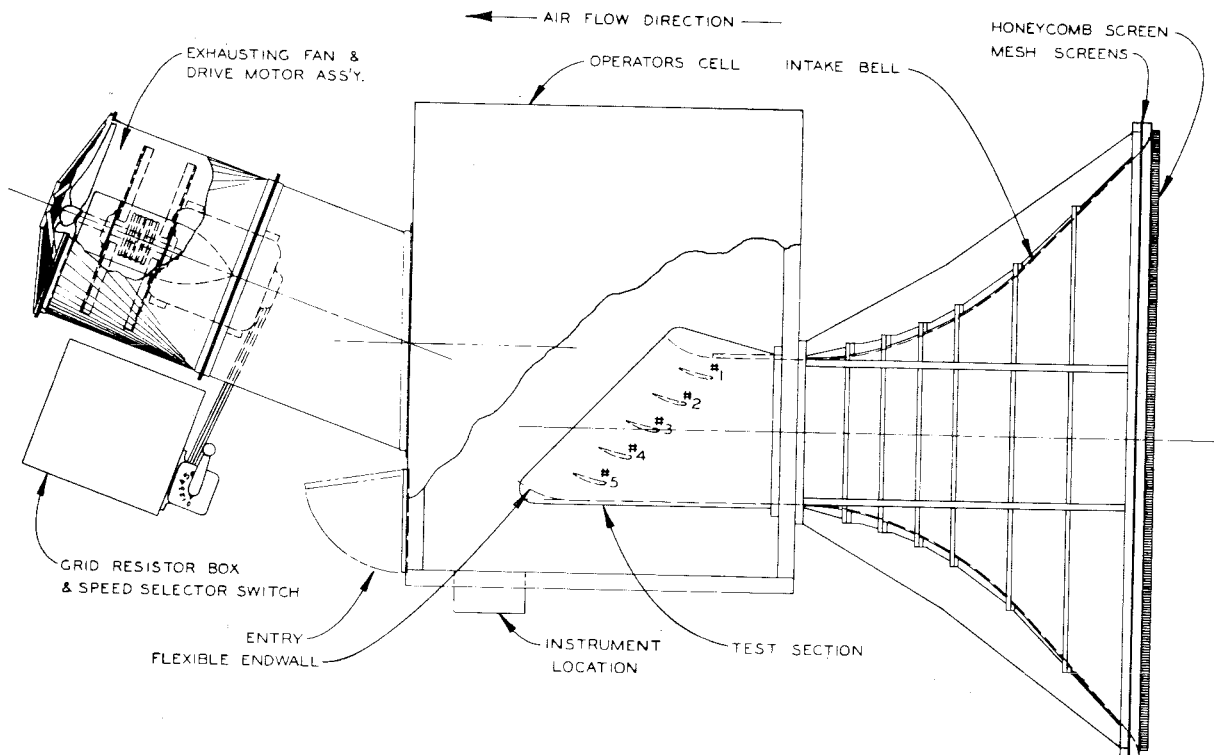 AIR FLOW DIRECTION
HONEYCOMB SCREEN
MESH SCREENS
EXHAUSTING FAN &
DRIVE MOTOR ASS'Y.
OPERATORS CELL
INTAKE BELL
#1
#2
#3
#4
#5
GRID RESISTOR BOX
& SPEED SELECTOR SWITCH
ENTRY
FLEXIBLE ENDWALL
INSTRUMENT
LOCATION
TEST SECTION